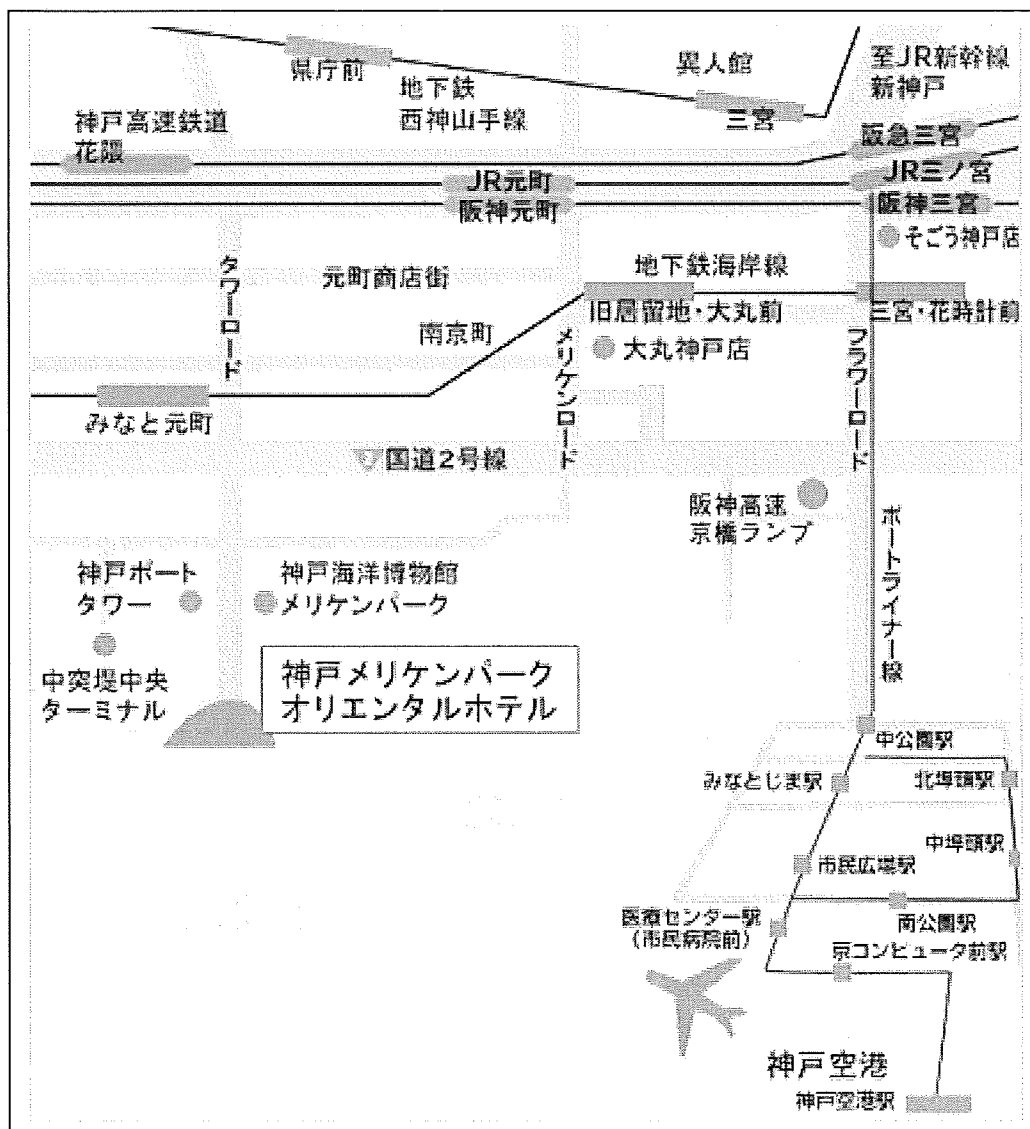 県庁前
地下鉄
西神山手線
異人館
三宮
至JR新幹線
新神戸
神戸高速鉄道
花隈
阪急三宮
JR元町
JR三ノ宮
阪神元町
阪神三宮
そごう神戸店
タワーロード
元町商店街
地下鉄海岸線
旧居留地・大丸前
三宮・花時計前
南京町
メリケンロード
大丸神戸店
フラワーロード
みなと元町
2
国道2号線
阪神高速
京橋ランプ
ポートライナー線
神戸ポート
タワー
神戸海洋博物館
メリケンパーク
中突堤中央
ターミナル
神戸メリケンパーク
オリエンタルホテル
中公園駅
みなとじま駅
北埠頭駅
中埠頭駅
市民広場駅
医療センター駅
(市民病院前)
南公園駅
京コンピュータ前駅
神戸空港
神戸空港駅